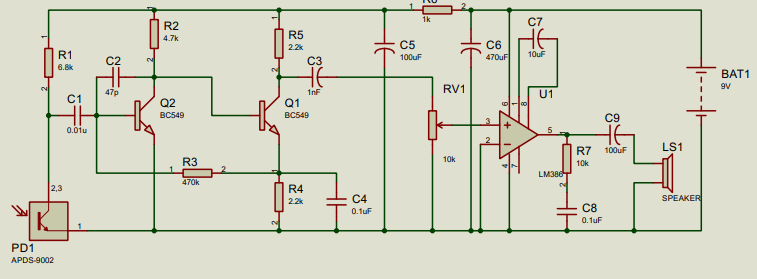 R1
6.8k
1
2
C1
0.01u
C2
47p
R2
4.7k
1
2
Q2
BC549
R3
470k
1
2
R5
2.2k
1
2
Q1
BC549
C3
1nF
R4
2.2k
1
2
C4
0.1uF
C5
100uF
1
1k
C6
470uF
RV1
10k
C7
10uF
U1
6
1
8
3
2
5
4
7
LM386
R7
10k
1
2
C8
0.1uF
C9
100uF
LS1
SPEAKER
BAT1
9V
2,3
1
PD1
APDS-9002